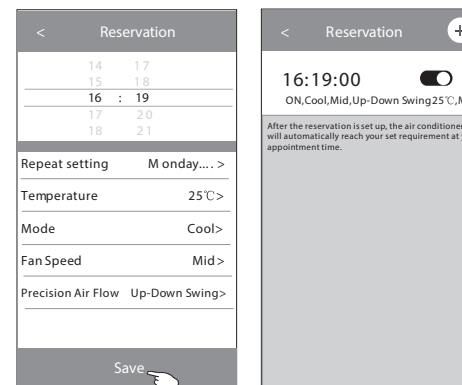 < Reservation
14 17
15 18
16 : 19
17 20
18 21
Repeat setting Monday.... >
Temperature 25℃>
Mode Cool>
Fan Speed Mid>
Precision Air Flow Up-Down Swing>
Save
< Reservation +
16:19:00
ON,Cool,Mid,Up-Down Swing25℃,M
After the reservation is set up, the air conditioner
will automatically reach your set requirement at
appointment time.